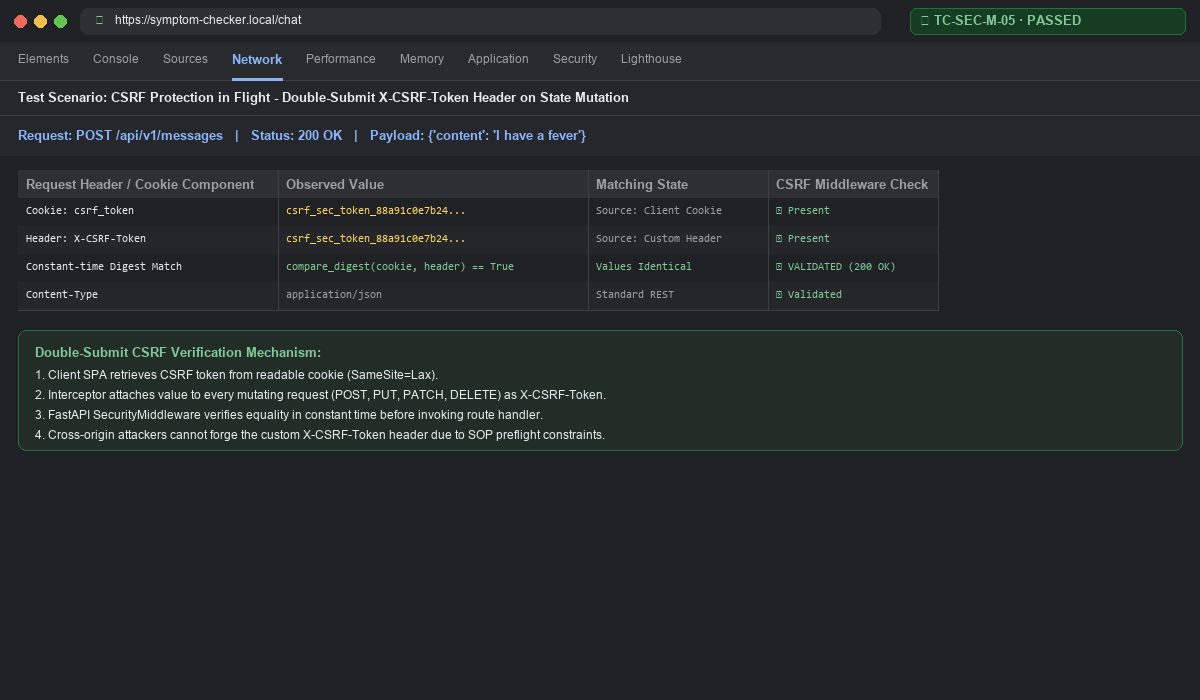 https://symptom-checker.local/chat
TC-SEC-M-05 · PASSED
Elements Console Sources Network Performance Memory Application Security Lighthouse
Test Scenario: CSRF Protection in Flight - Double-Submit X-CSRF-Token Header on State Mutation
Request: POST /api/v1/messages | Status: 200 OK | Payload: {'content': 'I have a fever'}
Request Header / Cookie Component Observed Value Matching State CSRF Middleware Check
Cookie: csrf_token csrf_sec_token_88a91c0e7b24... Source: Client Cookie Present
Header: X-CSRF-Token csrf_sec_token_88a91c0e7b24... Source: Custom Header Present
Constant-time Digest Match compare_digest(cookie, header) == True Values Identical VALIDATED (200 OK)
Content-Type application/json Standard REST Validated
Double-Submit CSRF Verification Mechanism:
1. Client SPA retrieves CSRF token from readable cookie (SameSite=Lax).
2. Interceptor attaches value to every mutating request (POST, PUT, PATCH, DELETE) as X-CSRF-Token.
3. FastAPI SecurityMiddleware verifies equality in constant time before invoking route handler.
4. Cross-origin attackers cannot forge the custom X-CSRF-Token header due to SOP preflight constraints.